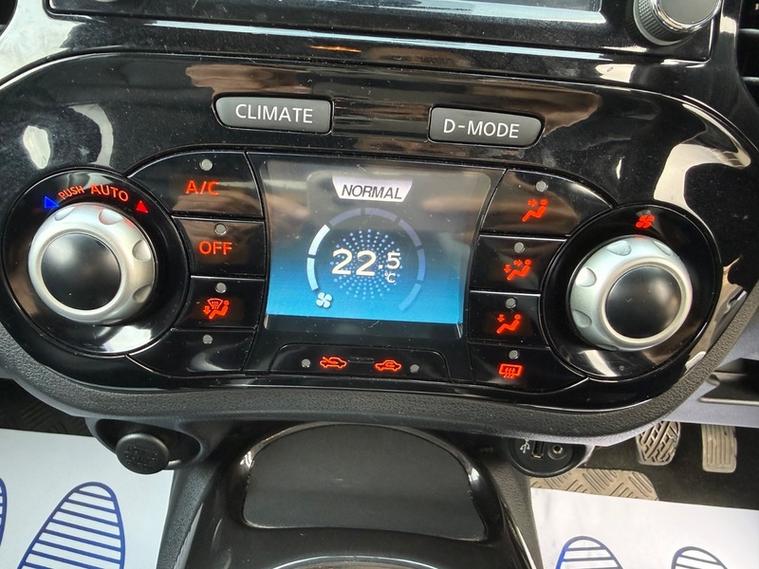 CLIMATE
D-MODE
PUSH AUTO
A/C
NORMAL
OFF
22.5
°C